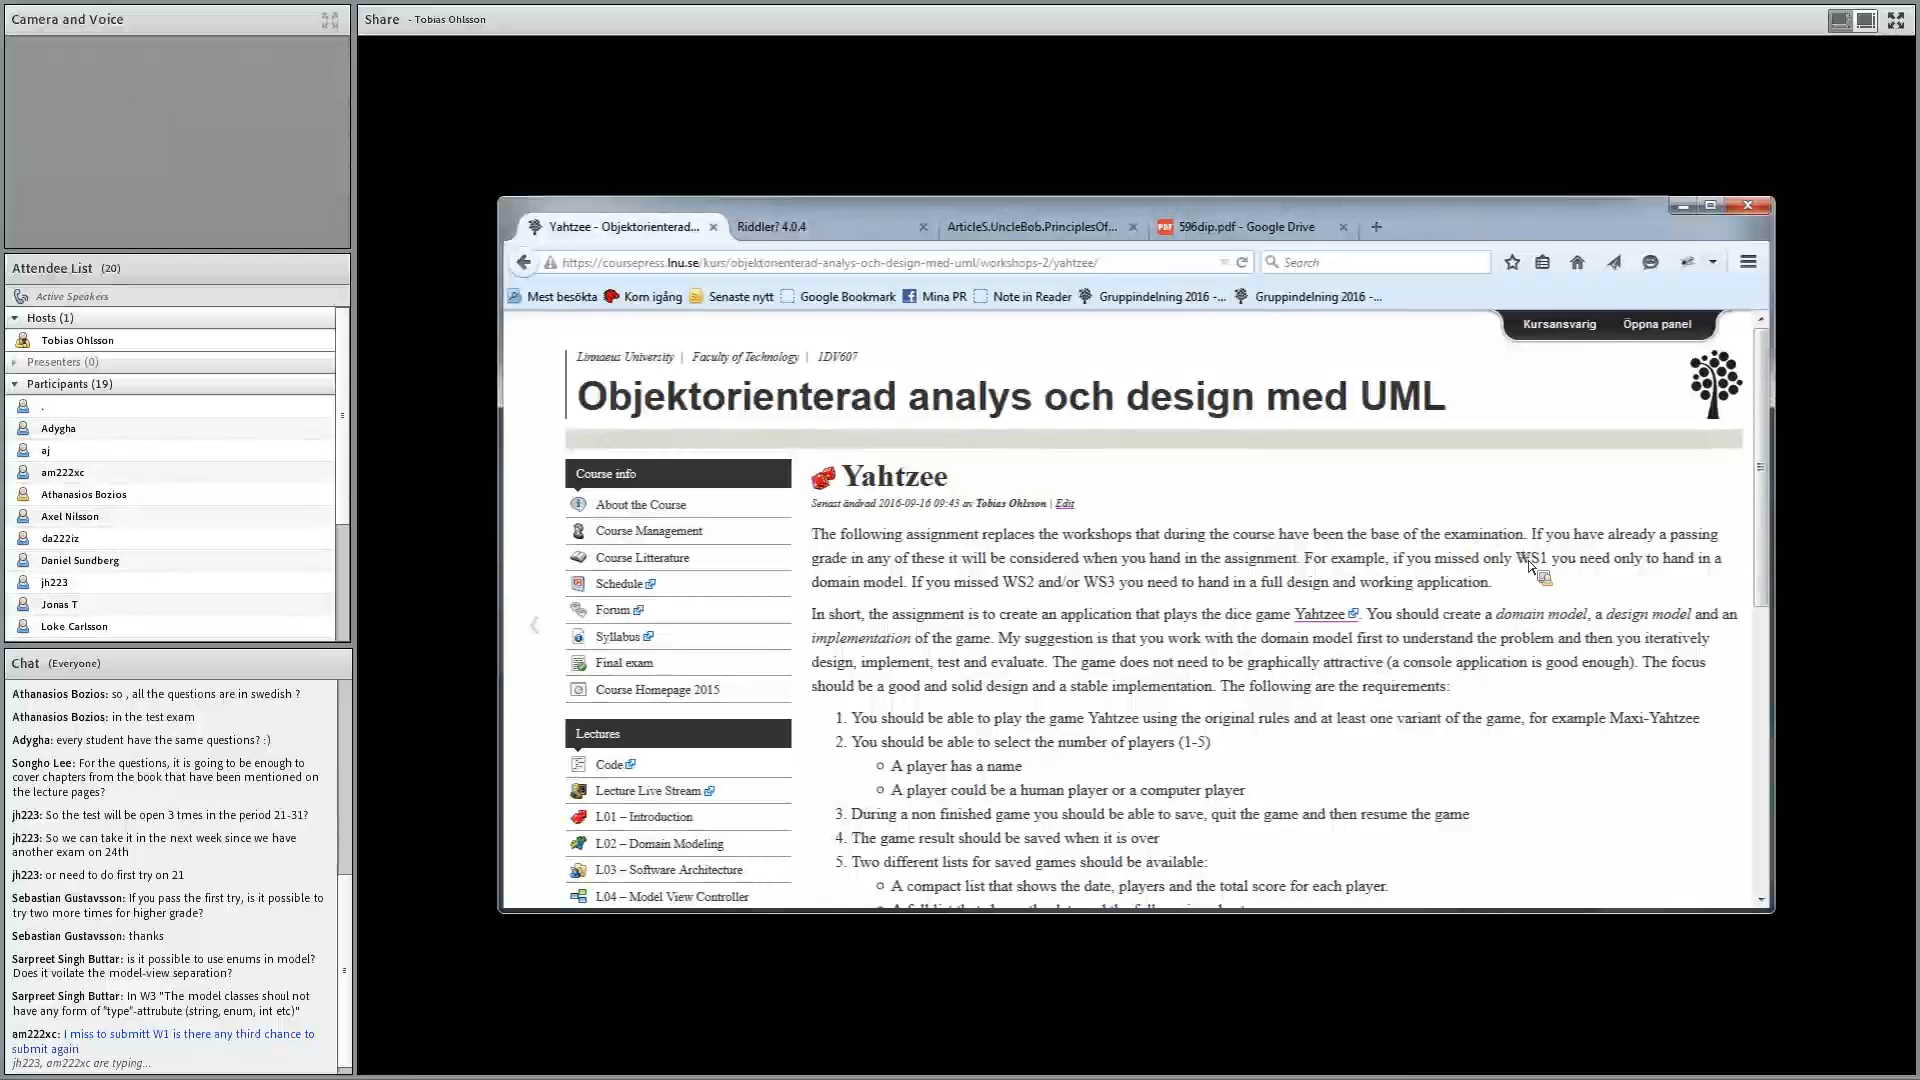 Camera and Voice
Attendee List (20)
Active Speakers
Hosts (1)
Tobias Ohlsson
Presenters (0)
Participants (19)
.
Adygha
aj
am222xc
Athanasios Bozios
Axel Nilsson
da222iz
Daniel Sundberg
jh223
Jonas T
Loke Carlsson
Chat (Everyone)
Athanasios Bozios: so , all the questions are in swedish ?
Athanasios Bozios: in the test exam
Adygha: every student have the same questions? :)
Songho Lee: For the questions, it is going to be enough to
cover chapters from the book that have been mentioned on
the lecture pages?
jh223: So the test will be open 3 tmes in the period 21-31?
jh223: So we can take it in the next week since we have
another exam on 24th
jh223: or need to do first try on 21
Sebastian Gustavsson: If you pass the first try, is it possible to
try two more times for higher grade?
Sebastian Gustavsson: thanks
Sarpreet Singh Buttar: is it possible to use enums in model?
Does it voilate the model-view separation?
Sarpreet Singh Buttar: In W3 "The model classes shoul not
have any form of "type"-attrubute (string, enum, int etc)"
am222xc: I miss to submitt W1 is there any third chance to
submit again
jh223, am222xc are typing...
Share - Tobias Ohlsson
Yahtzee - Objektorienterad...
Riddler? 4.0.4
ArticleS.UncleBob.PrinciplesOf...
596dip.pdf - Google Drive
https://coursepress.lnu.se/kurs/objektorienterad-analys-och-design-med-uml/workshops-2/yahtzee/
Search
Mest besökta
Kom igång
Senaste nytt
Google Bookmark
Mina PR
Note in Reader
Gruppindelning 2016 -...
Gruppindelning 2016 -...
Kursansvarig Öppna panel
Linnaeus University | Faculty of Technology | 1DV607
Objektorienterad analys och design med UML
Course info
About the Course
Course Management
Course Litterature
Schedule
Forum
Syllabus
Final exam
Course Homepage 2015
Lectures
Code
Lecture Live Stream
L01 – Introduction
L02 – Domain Modeling
L03 – Software Architecture
L04 – Model View Controller
Yahtzee
Senast ändrad 2016-09-16 09:43 av Tobias Ohlsson | Edit
The following assignment replaces the workshops that during the course have been the base of the examination. If you have already a passing
grade in any of these it will be considered when you hand in the assignment. For example, if you missed only WS1 you need only to hand in a
domain model. If you missed WS2 and/or WS3 you need to hand in a full design and working application.
In short, the assignment is to create an application that plays the dice game Yahtzee. You should create a domain model, a design model and an
implementation of the game. My suggestion is that you work with the domain model first to understand the problem and then you iteratively
design, implement, test and evaluate. The game does not need to be graphically attractive (a console application is good enough). The focus
should be a good and solid design and a stable implementation. The following are the requirements:
1. You should be able to play the game Yahtzee using the original rules and at least one variant of the game, for example Maxi-Yahtzee
2. You should be able to select the number of players (1-5)
A player has a name
A player could be a human player or a computer player
3. During a non finished game you should be able to save, quit the game and then resume the game
4. The game result should be saved when it is over
5. Two different lists for saved games should be available:
A compact list that shows the date, players and the total score for each player.